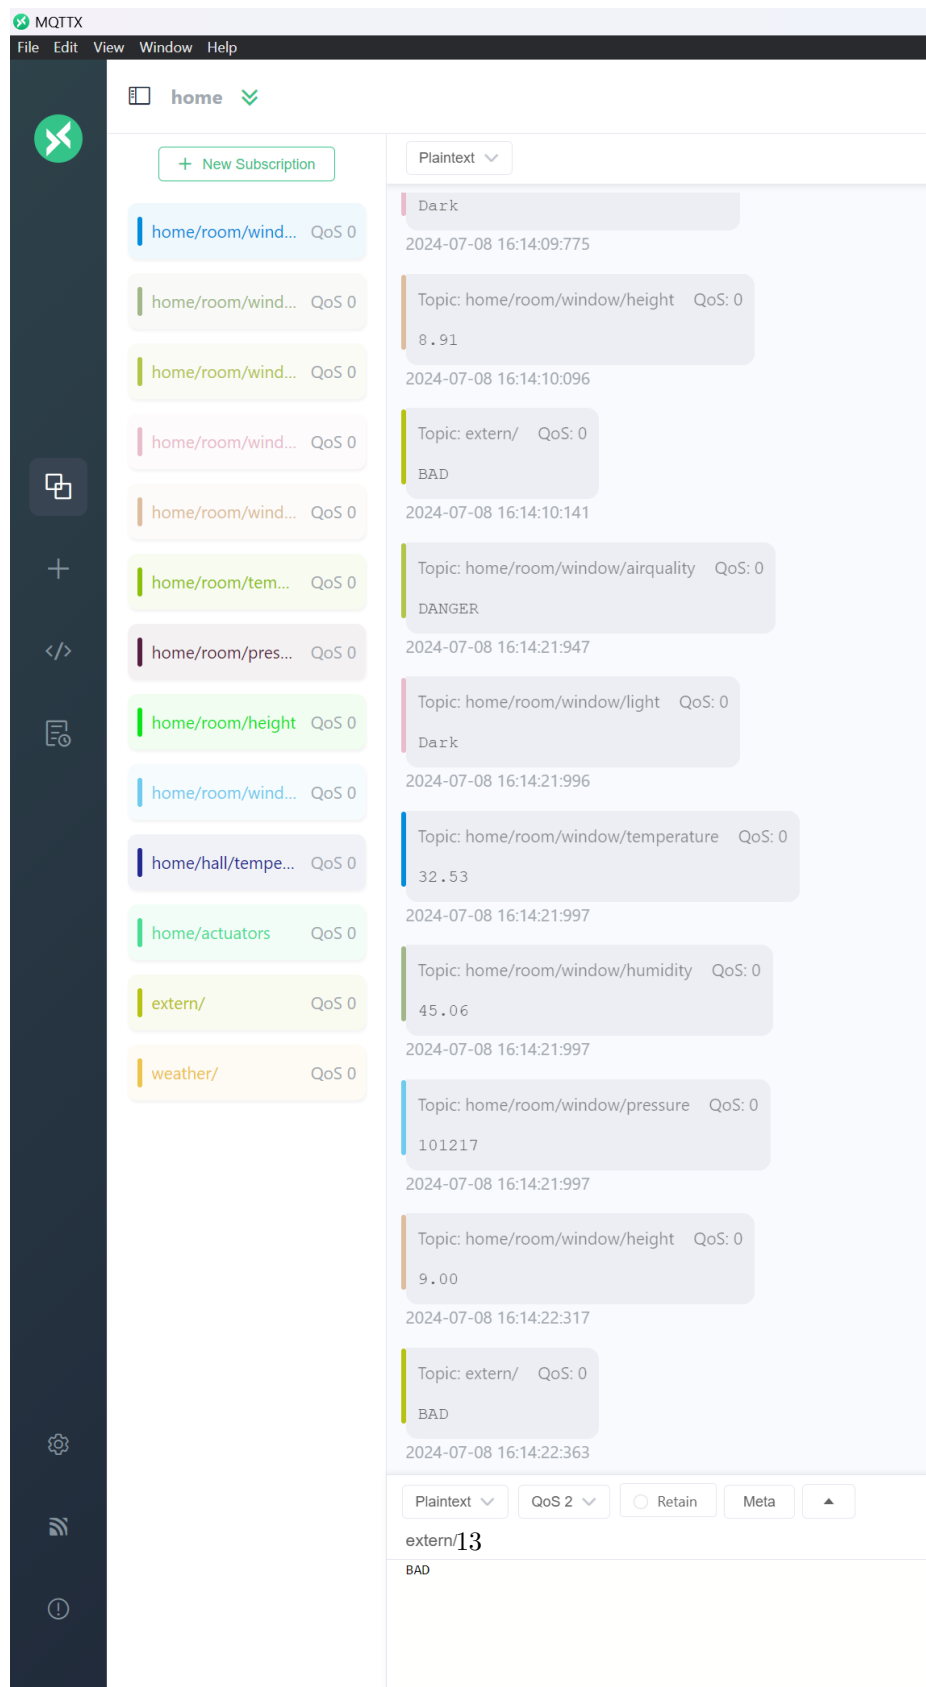 MQTTX
File Edit View Window Help
home
+ New Subscription
Plaintext
home/room/wind... QoS 0
home/room/wind... QoS 0
home/room/wind... QoS 0
home/room/wind... QoS 0
home/room/wind... QoS 0
home/room/tem... QoS 0
home/room/pres... QoS 0
home/room/height QoS 0
home/room/wind... QoS 0
home/hall/tempe... QoS 0
home/actuators QoS 0
extern/ QoS 0
weather/ QoS 0
Dark
2024-07-08 16:14:09:775
Topic: home/room/window/height QoS: 0
8.91
2024-07-08 16:14:10:096
Topic: extern/ QoS: 0
BAD
2024-07-08 16:14:10:141
Topic: home/room/window/airquality QoS: 0
DANGER
2024-07-08 16:14:21:947
Topic: home/room/window/light QoS: 0
Dark
2024-07-08 16:14:21:996
Topic: home/room/window/temperature QoS: 0
32.53
2024-07-08 16:14:21:997
Topic: home/room/window/humidity QoS: 0
45.06
2024-07-08 16:14:21:997
Topic: home/room/window/pressure QoS: 0
101217
2024-07-08 16:14:21:997
Topic: home/room/window/height QoS: 0
9.00
2024-07-08 16:14:22:317
Topic: extern/ QoS: 0
BAD
2024-07-08 16:14:22:363
Plaintext QoS 2 Retain Meta
extern/13
BAD